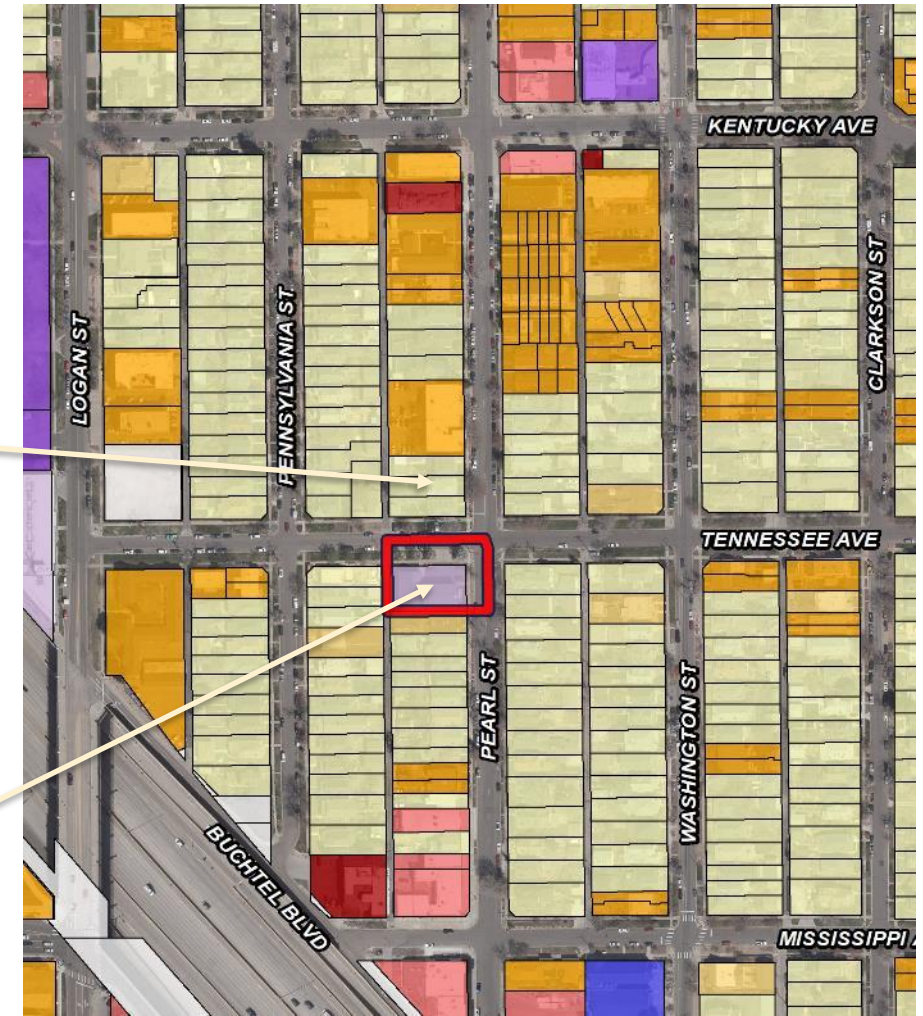 KENTUCKY AVE
LOGAN ST
PENNSYLVANIA ST
CLARKSON ST
TENNESSEE AVE
PEARL ST
WASHINGTON ST
BUCHTEL BLVD
MISSISSIPPI A